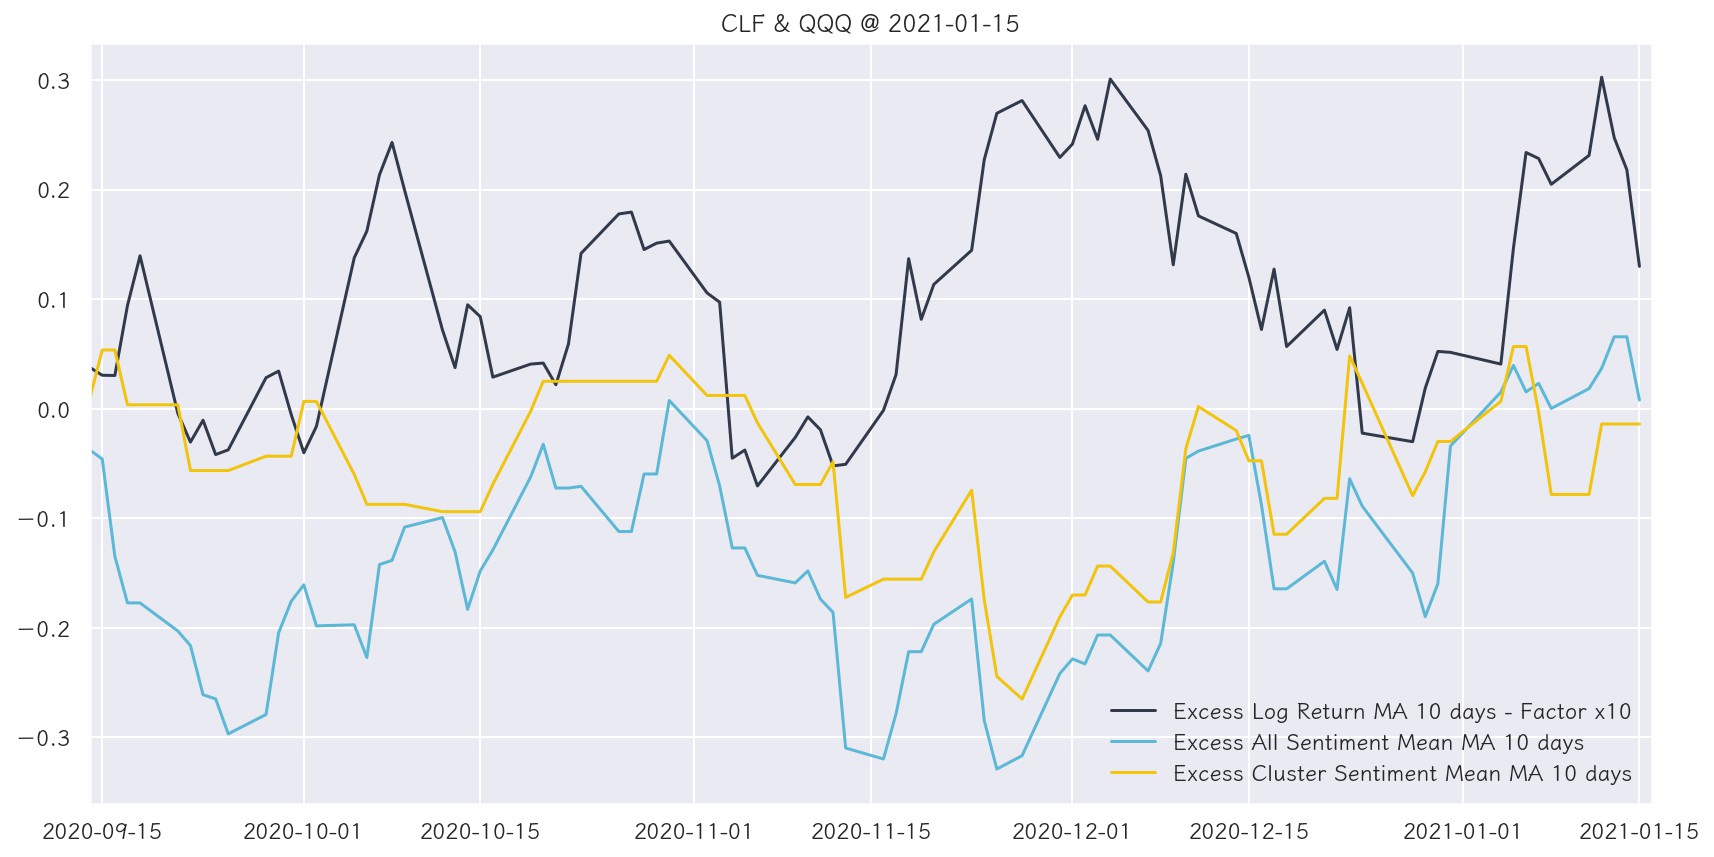 CLF & QQQ @ 2021-01-15
0.3
0.2
0.1
0.0
−0.1
−0.2
−0.3
Excess Log Return MA 10 days - Factor x10
Excess All Sentiment Mean MA 10 days
Excess Cluster Sentiment Mean MA 10 days
2020-09-15 2020-10-01 2020-10-15 2020-11-01 2020-11-15 2020-12-01 2020-12-15 2021-01-01 2021-01-15